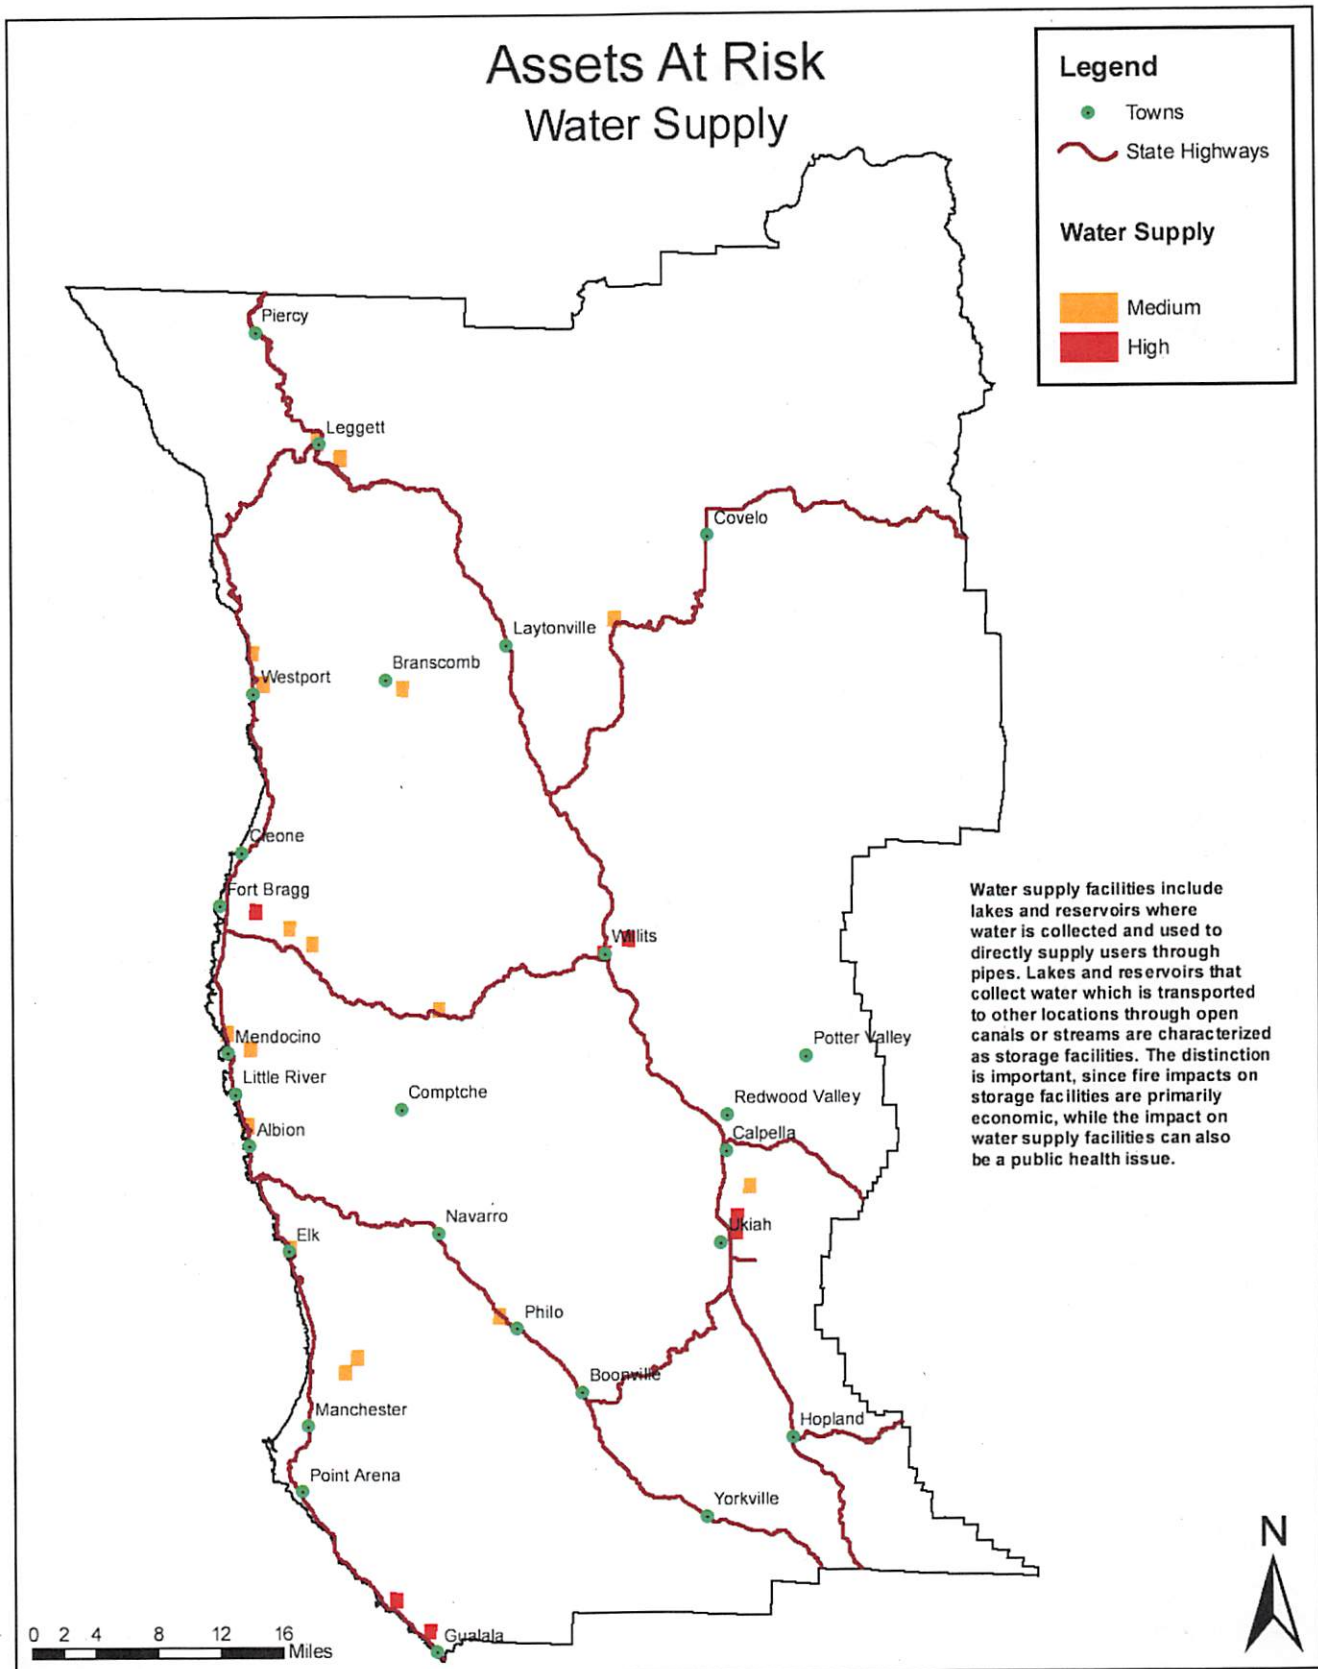 Assets At Risk
Water Supply
Legend
Towns
State Highways
Water Supply
Medium
High
Piercy
Leggett
Covelo
Laytonville
Branscomb
Westport
Cleone
Fort Bragg
Willits
Water supply facilities include
lakes and reservoirs where
water is collected and used to
directly supply users through
pipes. Lakes and reservoirs that
collect water which is transported
to other locations through open
canals or streams are characterized
as storage facilities. The distinction
is important, since fire impacts on
storage facilities are primarily
economic, while the impact on
water supply facilities can also
be a public health issue.
Mendocino
Potter Valley
Little River
Comptche
Redwood Valley
Albion
Calpella
Navarro
Ukiah
Elk
Philo
Boonville
Manchester
Hopland
Point Arena
Yorkville
N
Gualala
0 2 4 8 12 16
Miles